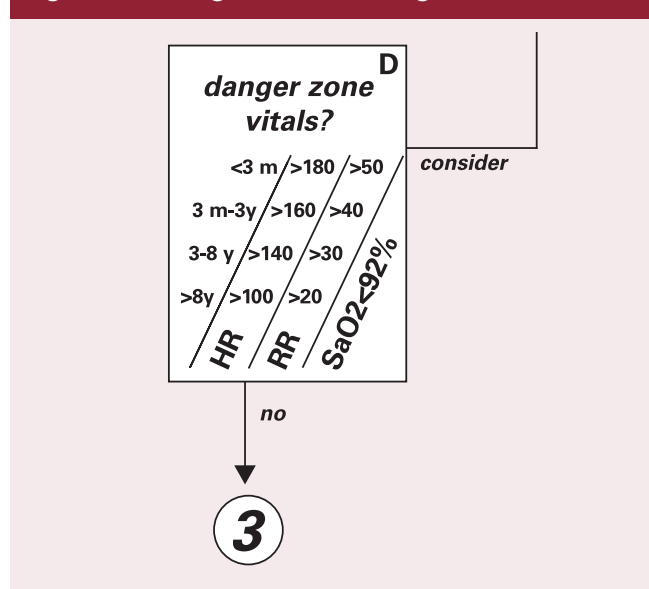 D
danger zone
vitals?
<3 m >180 >50
consider
3 m-3y >160 >40
3-8 y >140 >30
>8y >100 >20
HR RR SaO2<92%
no
3